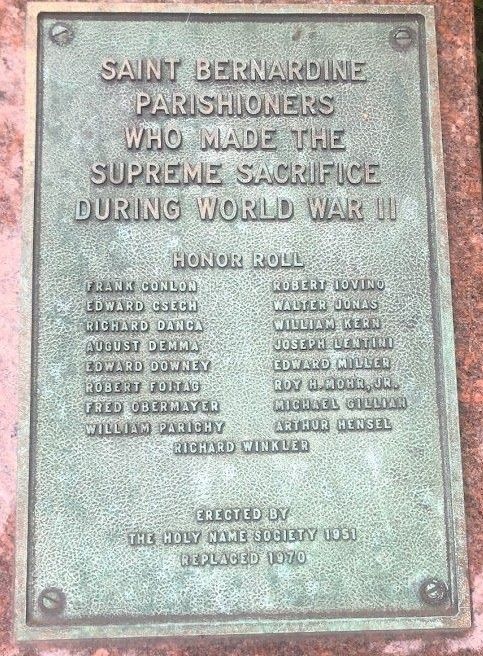 SAINT BERNARDINE
PARISHIONERS
WHO MADE THE
SUPREME SACRIFICE
DURING WORLD WAR II
HONOR ROLL
FRANK CONLON ROBERT IOVINO
EDWARD CSECH WALTER JONAS
RICHARD DANCA WILLIAM KERN
AUGUST DEMMA JOSEPH LENTINI
EDWARD DOWNEY EDWARD MILLER
ROBERT FOITAG ROY H. MOHR, JR.
FRED OBERMAYER MICHAEL GILLIAN
WILLIAM PARICHY ARTHUR HENSEL
RICHARD WINKLER
ERECTED BY
THE HOLY NAME SOCIETY 1951
REPLACED 1970